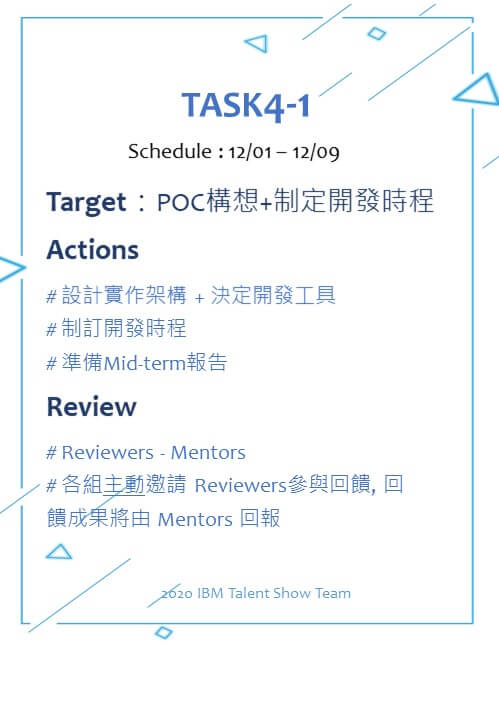 TASK4-1
Schedule : 12/01 – 12/09
Target：POC構想+制定開發時程
Actions
# 設計實作架構 + 決定開發工具
# 制訂開發時程
# 準備Mid-term報告
Review
# Reviewers - Mentors
# 各組主動邀請 Reviewers參與回饋, 回
饋成果將由 Mentors 回報
2020 IBM Talent Show Team